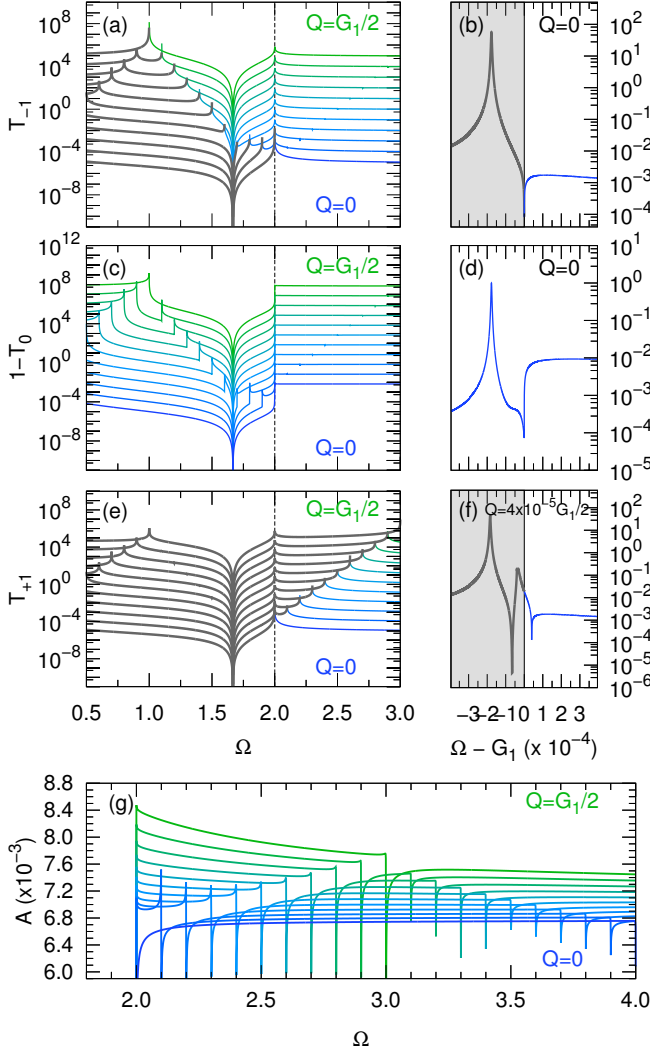 10^8
10^4
10^0
10^-4
10^-8
T_-1
(a)
Q=G_1/2
Q=0
(b)
Q=0
10^2
10^1
10^0
10^-1
10^-2
10^-3
10^-4
10^12
10^8
10^4
10^0
10^-4
10^-8
1−T_0
(c)
Q=G_1/2
Q=0
(d)
Q=0
10^1
10^0
10^-1
10^-2
10^-3
10^-4
10^-5
10^8
10^4
10^0
10^-4
10^-8
T_+1
(e)
Q=G_1/2
Q=0
(f)
Q=4x10^-5G_1/2
10^2
10^1
10^0
10^-1
10^-2
10^-3
10^-4
10^-5
10^-6
0.5 1.0 1.5 2.0 2.5 3.0
Ω
−3−2−1 0 1 2 3
Ω − G_1 (x 10^-4)
8.8
8.4
8.0
7.6
7.2
6.8
6.4
6.0
A (x10^-3)
(g)
Q=G_1/2
Q=0
2.0 2.5 3.0 3.5 4.0
Ω